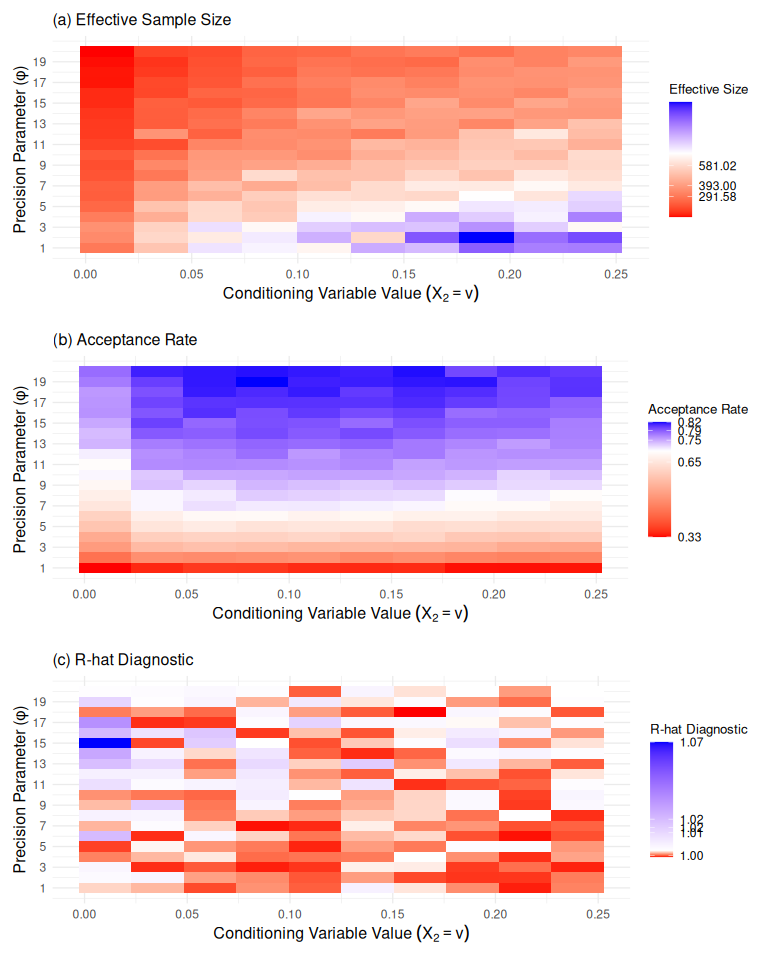 (a) Effective Sample Size
Precision Parameter (φ)
19
17
15
13
11
9
7
5
3
1
0.00 0.05 0.10 0.15 0.20 0.25
Conditioning Variable Value (X2 = v)
Effective Size
581.02
393.00
291.58
(b) Acceptance Rate
Precision Parameter (φ)
19
17
15
13
11
9
7
5
3
1
0.00 0.05 0.10 0.15 0.20 0.25
Conditioning Variable Value (X2 = v)
Acceptance Rate
0.82
0.79
0.75
0.65
0.33
(c) R-hat Diagnostic
Precision Parameter (φ)
19
17
15
13
11
9
7
5
3
1
0.00 0.05 0.10 0.15 0.20 0.25
Conditioning Variable Value (X2 = v)
R-hat Diagnostic
1.07
1.02
1.01
1.00